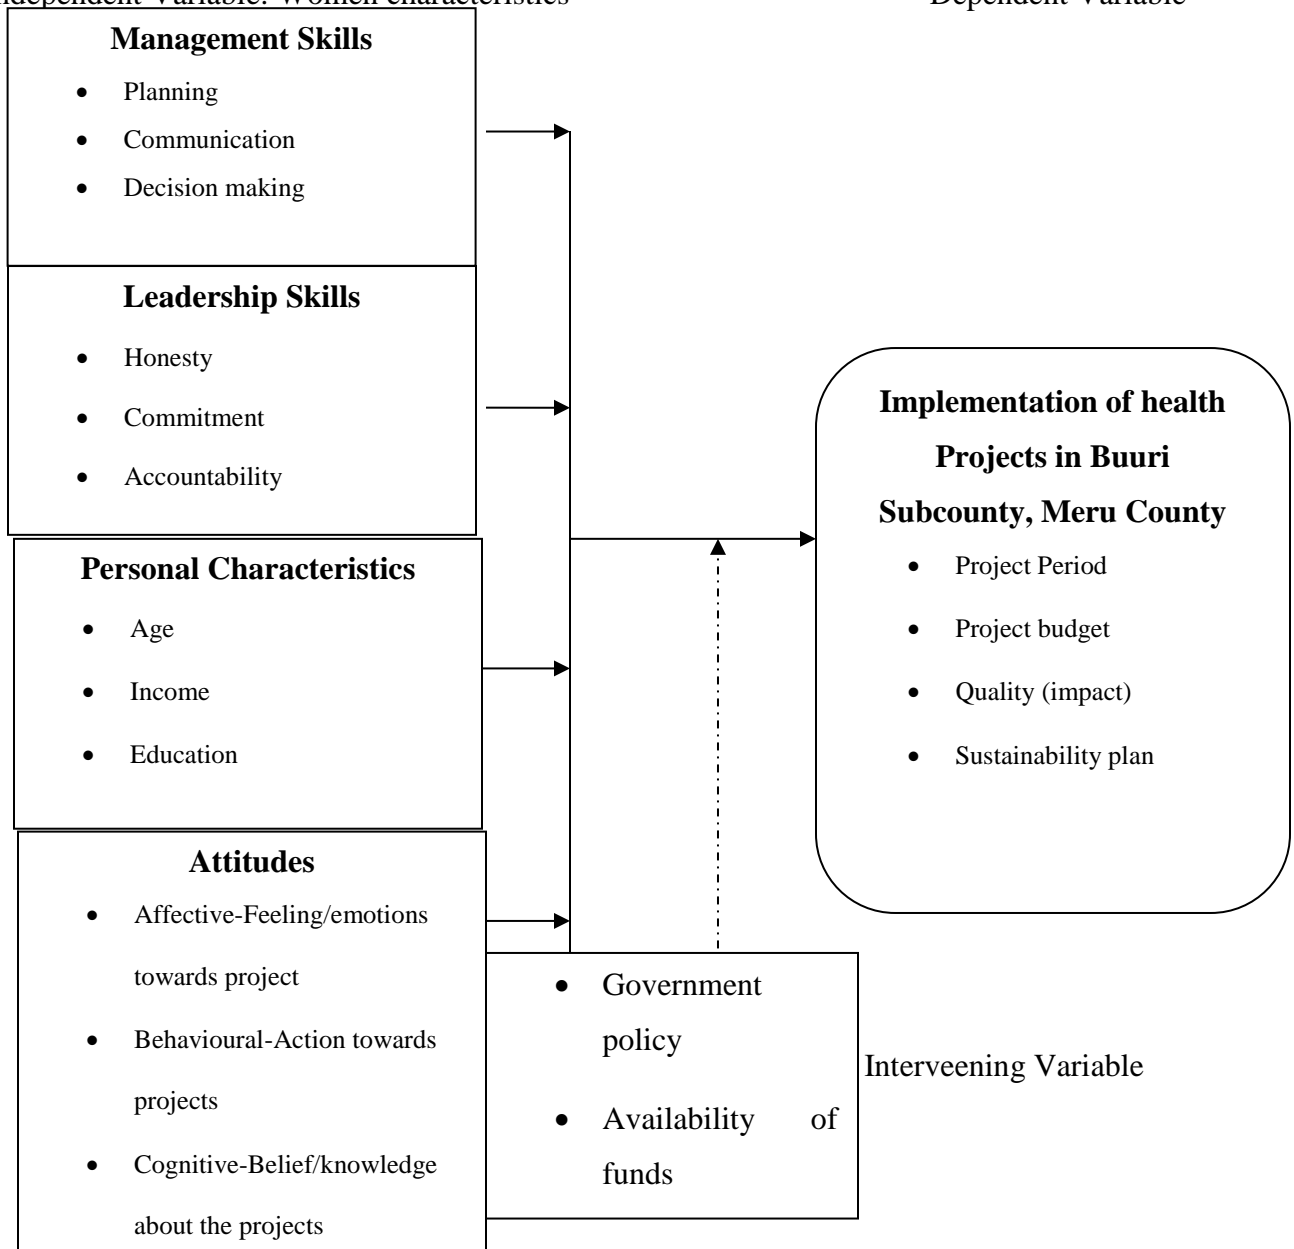 ndependent Variable: Women characteristics
Dependent Variable
Management Skills
• Planning
• Communication
• Decision making
Leadership Skills
• Honesty
• Commitment
• Accountability
Personal Characteristics
• Age
• Income
• Education
Attitudes
• Affective-Feeling/emotions
towards project
• Behavioural-Action towards
projects
• Cognitive-Belief/knowledge
about the projects
• Government
policy
• Availability of
funds
Interveening Variable
Implementation of health
Projects in Buuri
Subcounty, Meru County
• Project Period
• Project budget
• Quality (impact)
• Sustainability plan